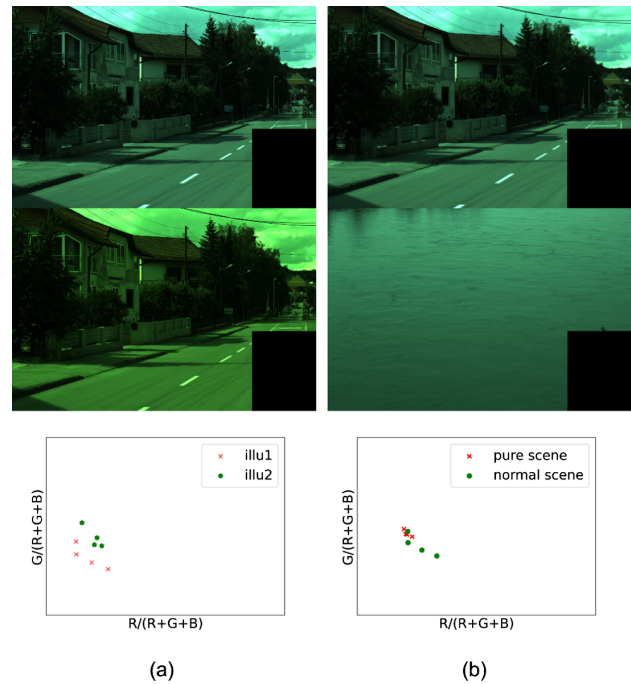 illu1
illu2
G/(R+G+B)
R/(R+G+B)
pure scene
normal scene
G/(R+G+B)
R/(R+G+B)
(a)
(b)